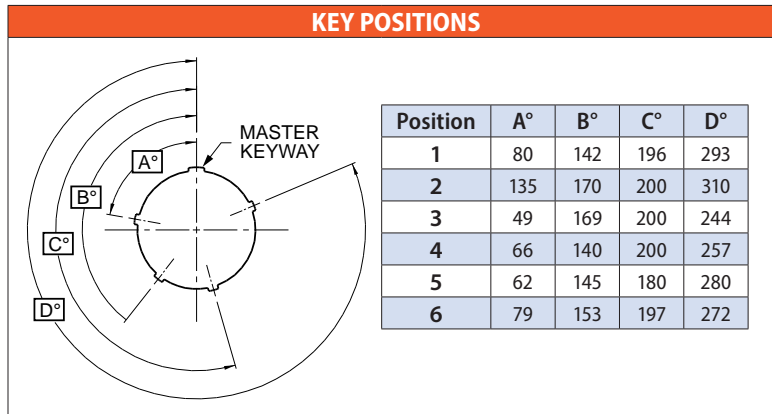 KEY POSITIONS
MASTER
KEYWAY
A°
B°
C°
D°
Position A° B° C° D°
1 80 142 196 293
2 135 170 200 310
3 49 169 200 244
4 66 140 200 257
5 62 145 180 280
6 79 153 197 272